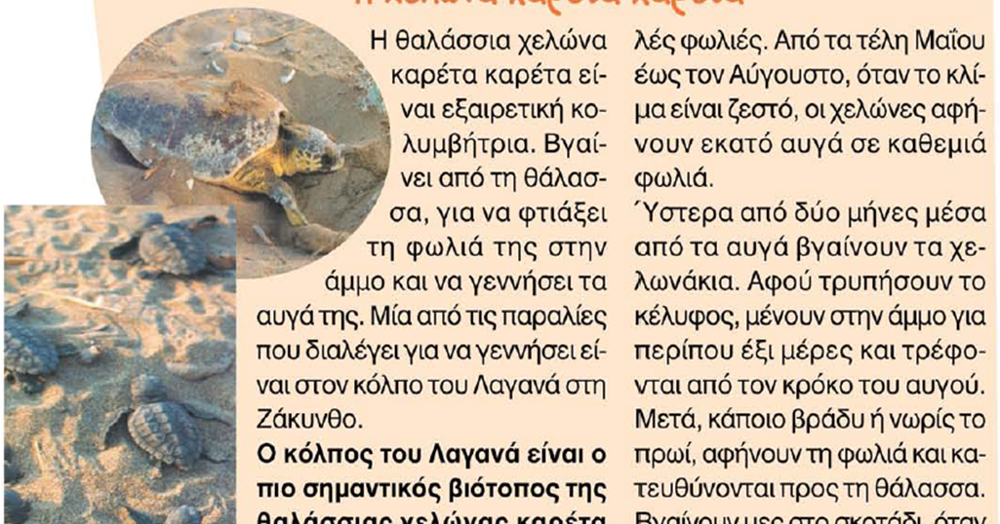 Η θαλάσσια χελώνα
καρέτα καρέτα εί-
ναι εξαιρετική κο-
λυμβήτρια. Βγαί-
νει από τη θάλασ-
σα, για να φτιάξει
τη φωλιά της στην
άμμο και να γεννήσει τα
αυγά της. Μία από τις παραλίες
που διαλέγει για να γεννήσει εί-
ναι στον κόλπο του Λαγανά στη
Ζάκυνθο.
Ο κόλπος του Λαγανά είναι ο
πιο σημαντικός βιότοπος της
θαλάσσιας χελώνας καρέτα
λές φωλιές. Από τα τέλη Μαΐου
έως τον Αύγουστο, όταν το κλί-
μα είναι ζεστό, οι χελώνες αφή-
νουν εκατό αυγά σε καθεμιά
φωλιά.
Ύστερα από δύο μήνες μέσα
από τα αυγά βγαίνουν τα χε-
λωνάκια. Αφού τρυπήσουν το
κέλυφος, μένουν στην άμμο για
περίπου έξι μέρες και τρέφο-
νται από τον κρόκο του αυγού.
Μετά, κάποιο βράδυ ή νωρίς το
πρωί, αφήνουν τη φωλιά και κα-
τευθύνονται προς τη θάλασσα.
Βγαίνουν μες στο σκοτάδι, όταν